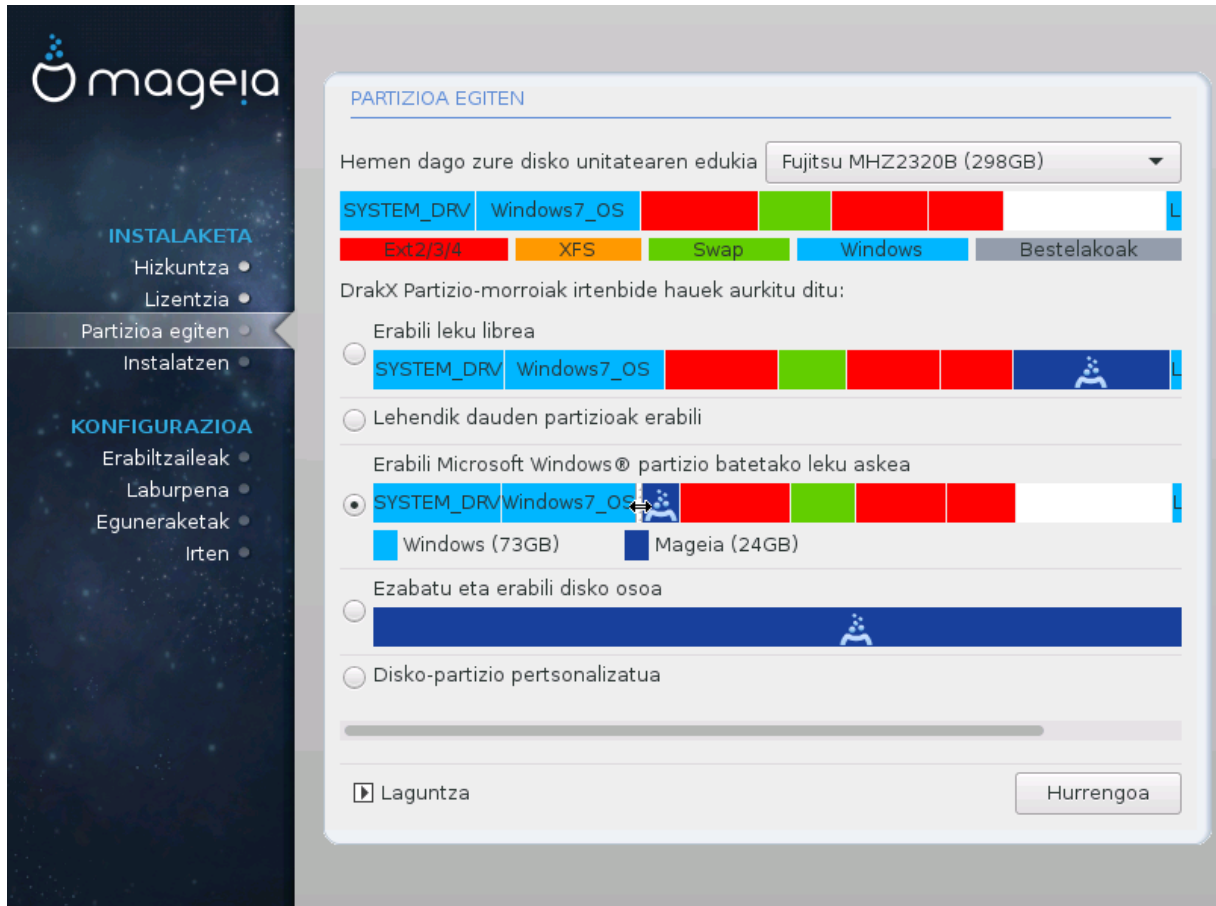 mageia
INSTALAKETA
Hizkuntza
Lizentzia
Partizioa egiten
Instalatzen
KONFIGURAZIOA
Erabiltzaileak
Laburpena
Eguneraketak
Irten
PARTIZIOA EGITEN
Hemen dago zure disko unitatearen edukia Fujitsu MHZ2320B (298GB)
SYSTEM_DRV Windows7_OS L
Ext2/3/4 XFS Swap Windows Bestelakoak
DrakX Partizio-morroiak irtenbide hauek aurkitu ditu:
Erabili leku librea
SYSTEM_DRV Windows7_OS L
Lehendik dauden partizioak erabili
Erabili Microsoft Windows® partizio batetako leku askea
SYSTEM_DRV Windows7_OS L
Windows (73GB) Mageia (24GB)
Ezabatu eta erabili disko osoa
Disko-partizio pertsonalizatua
Laguntza Hurrengoa